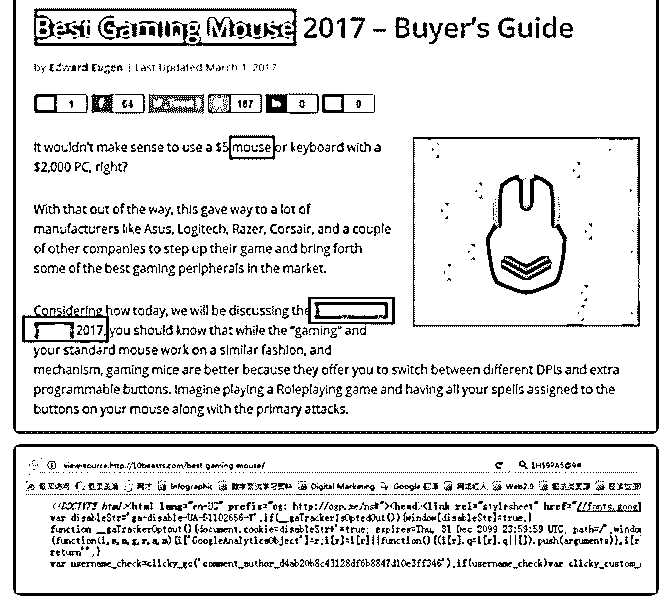 Best Gaming Mouse 2017 – Buyer's Guide
by Edward Eugen | Last Updated March 1, 2017
1 64 187 0 0
It wouldn't make sense to use a $5 mouse or keyboard with a
$2,000 PC, right?
With that out of the way, this gave way to a lot of
manufacturers like Asus, Logitech, Razer, Corsair, and a couple
of other companies to step up their game and bring forth
some of the best gaming peripherals in the market.
Considering how today, we will be discussing the
2017, you should know that while the "gaming" and
your standard mouse work on a similar fashion, and
mechanism, gaming mice are better because they offer you to switch between different DPIs and extra
programmable buttons. Imagine playing a Roleplaying game and having all your spells assigned to the
buttons on your mouse along with the primary attacks.
view-source:http://10beasts.com/best-gaming-mouse/
Infographic Digital Marketing Google Web2.0
<!DOCTYPE html><html lang="en-US" prefix="og: http://ogp.me/ns#"><head><link rel="stylesheet" href="//fonts.googl
var disableStr='ga-disable-UA-51102656-1';if(__gaTrackerIsOptedOut()){window[disableStr]=true;}
function __gaTrackerOptout(){document.cookie=disableStr+'=true; expires=Thu, 31 Dec 2099 23:59:59 UTC; path=/';window
(function(i,s,o,g,r,a,m){i['GoogleAnalyticsObject']=r;i[r]=i[r]||function(){(i[r].q=i[r].q||[]).push(arguments)},i[r
return''
var username_check=clicky_gc('comment_author_');if(username_check)var clicky_custom_